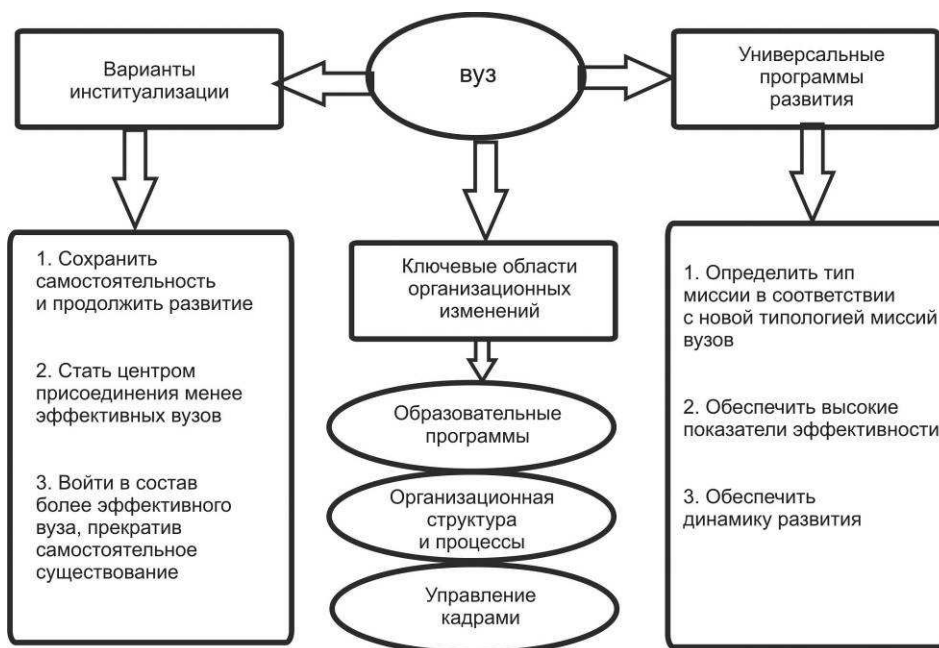 вуз
Варианты
институализации
1. Сохранить
самостоятельность
и продолжить развитие
2. Стать центром
присоединения менее
эффективных вузов
3. Войти в состав
более эффективного
вуза, прекратив
самостоятельное
существование
Ключевые области
организационных
изменений
Образовательные
программы
Организационная
структура
и процессы
Управление
кадрами
Универсальные
программы
развития
1. Определить тип
миссии в соответствии
с новой типологией миссий
вузов
2. Обеспечить высокие
показатели эффективности
3. Обеспечить
динамику развития